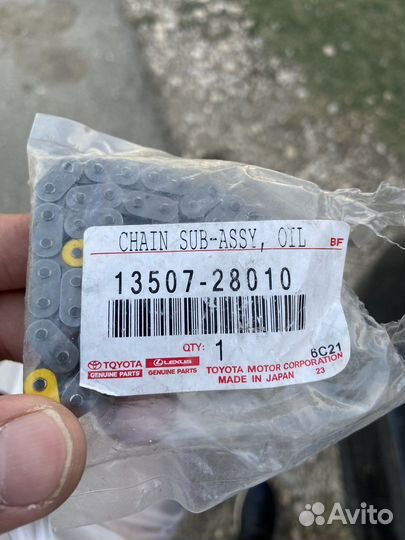 CHAIN SUB-ASSY, OIL BF
13507-28010
QTY: 1 6C21
TOYOTA LEXUS TOYOTA MOTOR CORPORATION
GENUINE PARTS GENUINE PARTS MADE IN JAPAN 23
Avito